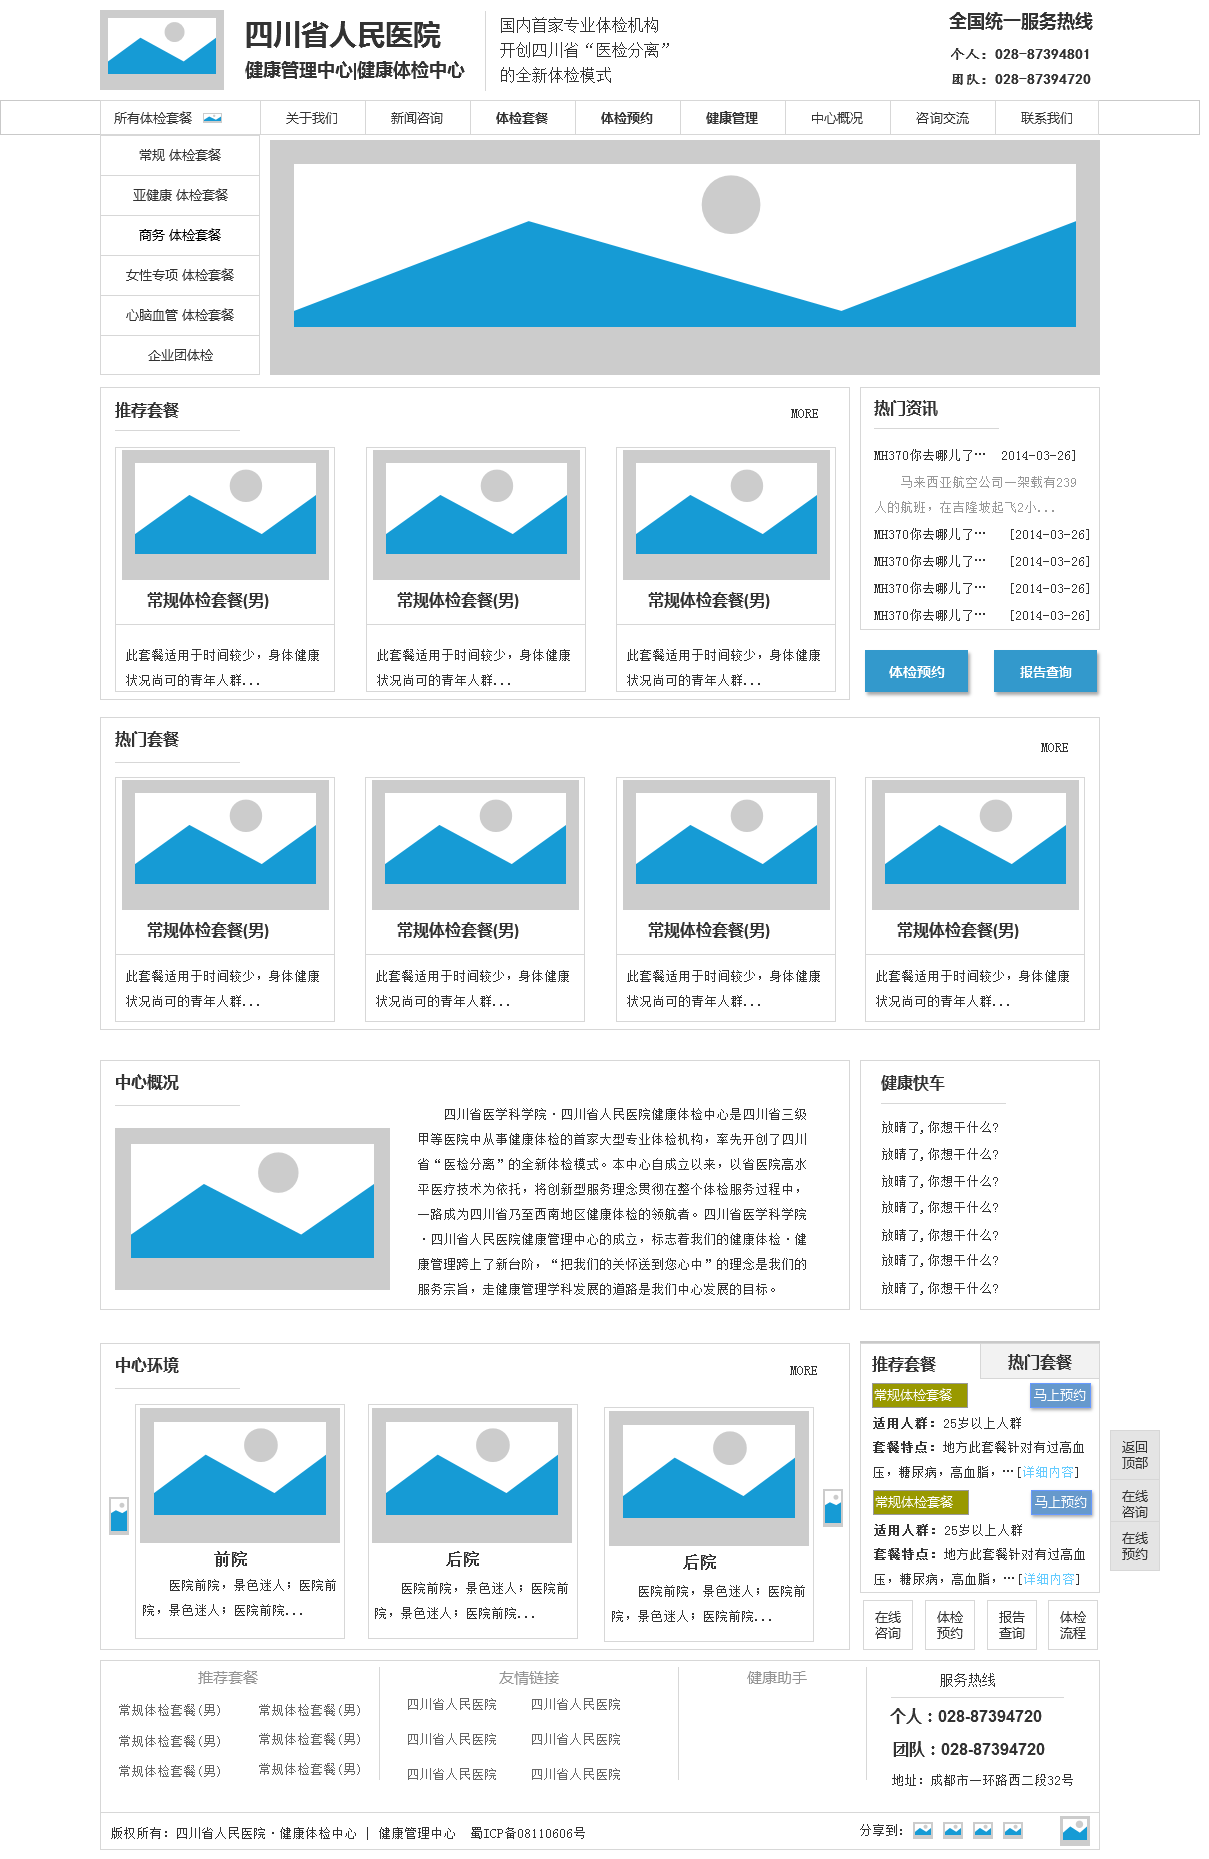 四川省人民医院
健康管理中心|健康体检中心
国内首家专业体检机构
开创四川省“医检分离”
的全新体检模式
全国统一服务热线
个人：028-87394801
团队：028-87394720
所有体检套餐 关于我们 新闻咨询 体检套餐 体检预约 健康管理 中心概况 咨询交流 联系我们
常规 体检套餐
亚健康 体检套餐
商务 体检套餐
女性专项 体检套餐
心脑血管 体检套餐
企业团体检
推荐套餐 MORE
常规体检套餐(男) 常规体检套餐(男) 常规体检套餐(男)
此套餐适用于时间较少，身体健康 此套餐适用于时间较少，身体健康 此套餐适用于时间较少，身体健康
状况尚可的青年人群... 状况尚可的青年人群... 状况尚可的青年人群...
热门资讯
MH370你去哪儿了… 2014-03-26]
马来西亚航空公司一架载有239
人的航班，在吉隆坡起飞2小...
MH370你去哪儿了… [2014-03-26]
MH370你去哪儿了… [2014-03-26]
MH370你去哪儿了… [2014-03-26]
MH370你去哪儿了… [2014-03-26]
体检预约 报告查询
热门套餐 MORE
常规体检套餐(男) 常规体检套餐(男) 常规体检套餐(男) 常规体检套餐(男)
此套餐适用于时间较少，身体健康 此套餐适用于时间较少，身体健康 此套餐适用于时间较少，身体健康 此套餐适用于时间较少，身体健康
状况尚可的青年人群... 状况尚可的青年人群... 状况尚可的青年人群... 状况尚可的青年人群...
中心概况
四川省医学科学院·四川省人民医院健康体检中心是四川省三级
甲等医院中从事健康体检的首家大型专业体检机构，率先开创了四川
省“医检分离”的全新体检模式。本中心自成立以来，以省医院高水
平医疗技术为依托，将创新型服务理念贯彻在整个体检服务过程中，
一路成为四川省乃至西南地区健康体检的领航者。四川省医学科学院
·四川省人民医院健康管理中心的成立，标志着我们的健康体检·健
康管理跨上了新台阶，“把我们的关怀送到您心中”的理念是我们的
服务宗旨，走健康管理学科发展的道路是我们中心发展的目标。
健康快车
放晴了,你想干什么?
放晴了,你想干什么?
放晴了,你想干什么?
放晴了,你想干什么?
放晴了,你想干什么?
放晴了,你想干什么?
放晴了,你想干什么?
中心环境 MORE
前院 后院 后院
医院前院，景色迷人；医院前 医院前院，景色迷人；医院前 医院前院，景色迷人；医院前
院，景色迷人；医院前院... 院，景色迷人；医院前院... 院，景色迷人；医院前院...
推荐套餐 热门套餐
常规体检套餐 马上预约
适用人群：25岁以上人群
套餐特点：地方此套餐针对有过高血
压，糖尿病，高血脂，…[详细内容]
常规体检套餐 马上预约
适用人群：25岁以上人群
套餐特点：地方此套餐针对有过高血
压，糖尿病，高血脂，…[详细内容]
返回
顶部
在线
咨询
在线
预约
在线 体检 报告 体检
咨询 预约 查询 流程
推荐套餐 友情链接 健康助手 服务热线
常规体检套餐(男) 常规体检套餐(男) 四川省人民医院 四川省人民医院
常规体检套餐(男) 常规体检套餐(男) 四川省人民医院 四川省人民医院
常规体检套餐(男) 常规体检套餐(男) 四川省人民医院 四川省人民医院
个人：028-87394720
团队：028-87394720
地址：成都市一环路西二段32号
版权所有：四川省人民医院·健康体检中心 | 健康管理中心 蜀ICP备08110606号 分享到：